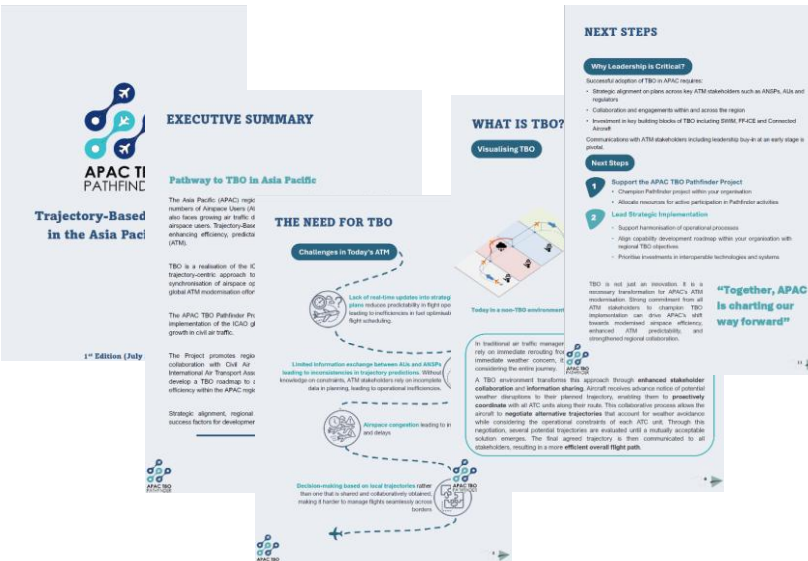 APAC
PATHFIND
Trajectory-Based
in the Asia Paci
1st Edition (July
EXECUTIVE SUMMARY
Pathway to TBO in Asia Pacific
The Asia Pacific (APAC) regi
numbers of Airspace Users (A
also faces growing air traffic d
airspace users. Trajectory-Base
enhancing efficiency, predicta
(ATM).
TBO is a realisation of the IC
trajectory-centric approach to
synchronisation of airspace op
global ATM modernisation effor
The APAC TBO Pathfinder Pr
implementation of the ICAO gl
growth in civil air traffic.
The Project promotes regio
collaboration with Civil Air
International Air Transport Ass
develop a TBO roadmap to
efficiency within the APAC regi
Strategic alignment, regional
success factors for developmen
APAC TBO
PATHFINDER
THE NEED FOR TBO
Challenges in Today's ATM
Lack of real-time updates into strategi
plans reduces predictability in flight ope
leading to inefficiencies in fuel optimisati
flight scheduling.
Limited information exchange between AUs and ANSPs
leading to inconsistencies in trajectory predictions. Without
knowledge on constraints, ATM stakeholders rely on incomplete
data in planning, leading to operational inefficiencies.
Airspace congestion leading to in
and delays
Decision-making based on local trajectories rather
than one that is shared and collaboratively obtained,
making it harder to manage flights seamlessly across
borders
APAC TBO
WHAT IS TBO?
Visualising TBO
Today in a non-TBO environment
In traditional air traffic manager
rely on immediate rerouting fro
immediate weather concern, it
considering the entire journey.
A TBO environment transforms this approach through enhanced stakeholder
collaboration and information sharing. Aircraft receives advance notice of potential
weather disruptions to their planned trajectory, enabling them to proactively
coordinate with all ATC units along their route. This collaborative process allows the
aircraft to negotiate alternative trajectories that account for weather avoidance
while considering the operational constraints of each ATC unit. Through this
negotiation, several potential trajectories are evaluated until a mutually acceptable
solution emerges. The final agreed trajectory is then communicated to all
stakeholders, resulting in a more efficient overall flight path.
APAC TBO
PATHFINDER
NEXT STEPS
Why Leadership is Critical?
Successful adoption of TBO in APAC requires:
• Strategic alignment on plans across key ATM stakeholders such as ANSPs, AUs and
regulators
• Collaboration and engagements within and across the region
• Investment in key building blocks of TBO including SWIM, FF-ICE and Connected
Aircraft
Communications with ATM stakeholders including leadership buy-in at an early stage is
pivotal.
Next Steps
1
Support the APAC TBO Pathfinder Project
• Champion Pathfinder project within your organisation
• Allocate resources for active participation in Pathfinder activities
2
Lead Strategic Implementation
• Support harmonisation of operational processes
• Align capability development roadmap within your organisation with
regional TBO objectives
• Prioritise investments in interoperable technologies and systems
TBO is not just an innovation. It is a
necessary transformation for APAC's ATM
modernisation. Strong commitment from all
ATM stakeholders to champion TBO
implementation can drive APAC's shift
towards modernised airspace efficiency,
enhanced ATM predictability, and
strengthened regional collaboration.
"Together, APAC
is charting our
way forward"
APAC TBO
PATHFINDER